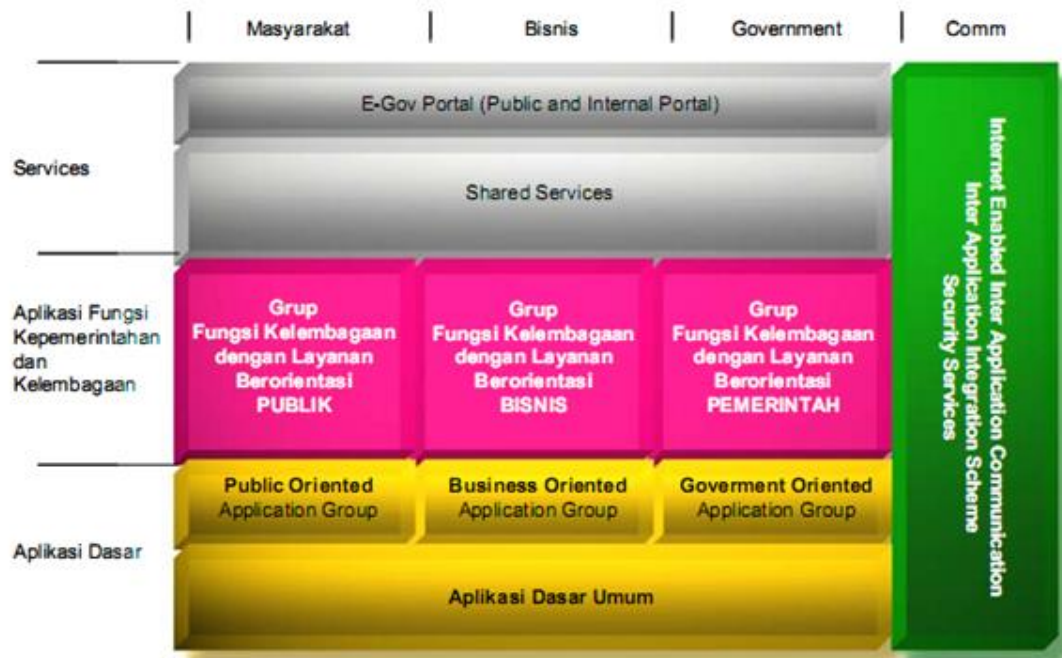 Masyarakat
Bisnis
Government
Comm
Services
E-Gov Portal (Public and Internal Portal)
Shared Services
Aplikasi Fungsi
Kepemerintahan
dan
Kelembagaan
Grup
Fungsi Kelembagaan
dengan Layanan
Berorientasi
PUBLIK
Grup
Fungsi Kelembagaan
dengan Layanan
Berorientasi
BISNIS
Grup
Fungsi Kelembagaan
dengan Layanan
Berorientasi
PEMERINTAH
Aplikasi Dasar
Public Oriented
Application Group
Business Oriented
Application Group
Goverment Oriented
Application Group
Aplikasi Dasar Umum
Internet Enabled Inter Application Communication
Inter Application Integration Scheme
Security Services